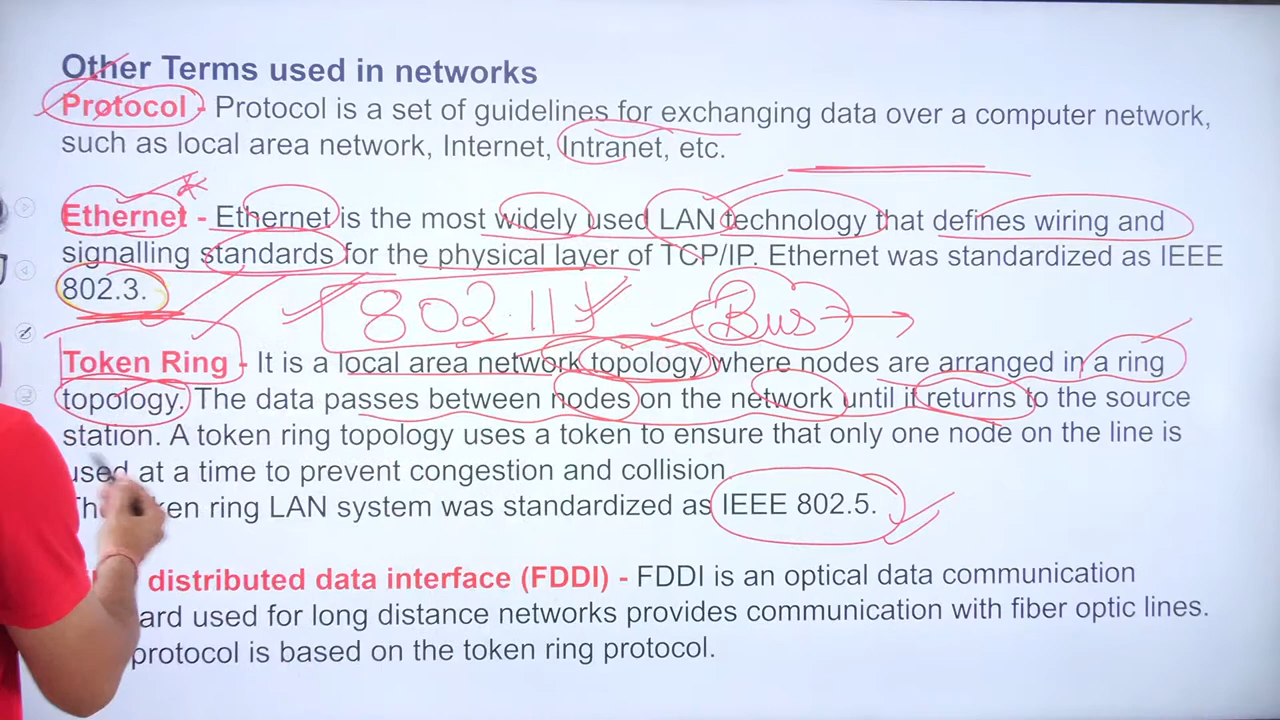 Other Terms used in networks
Protocol - Protocol is a set of guidelines for exchanging data over a computer network,
such as local area network, Internet, Intranet, etc.
Ethernet - Ethernet is the most widely used LAN technology that defines wiring and
signalling standards for the physical layer of TCP/IP. Ethernet was standardized as IEEE
802.3.
802.11
Bus
Token Ring - It is a local area network topology where nodes are arranged in a ring
topology. The data passes between nodes on the network until it returns to the source
station. A token ring topology uses a token to ensure that only one node on the line is
used at a time to prevent congestion and collision
ring LAN system was standardized as IEEE 802.5.
distributed data interface (FDDI) - FDDI is an optical data communication
used for long distance networks provides communication with fiber optic lines.
protocol is based on the token ring protocol.